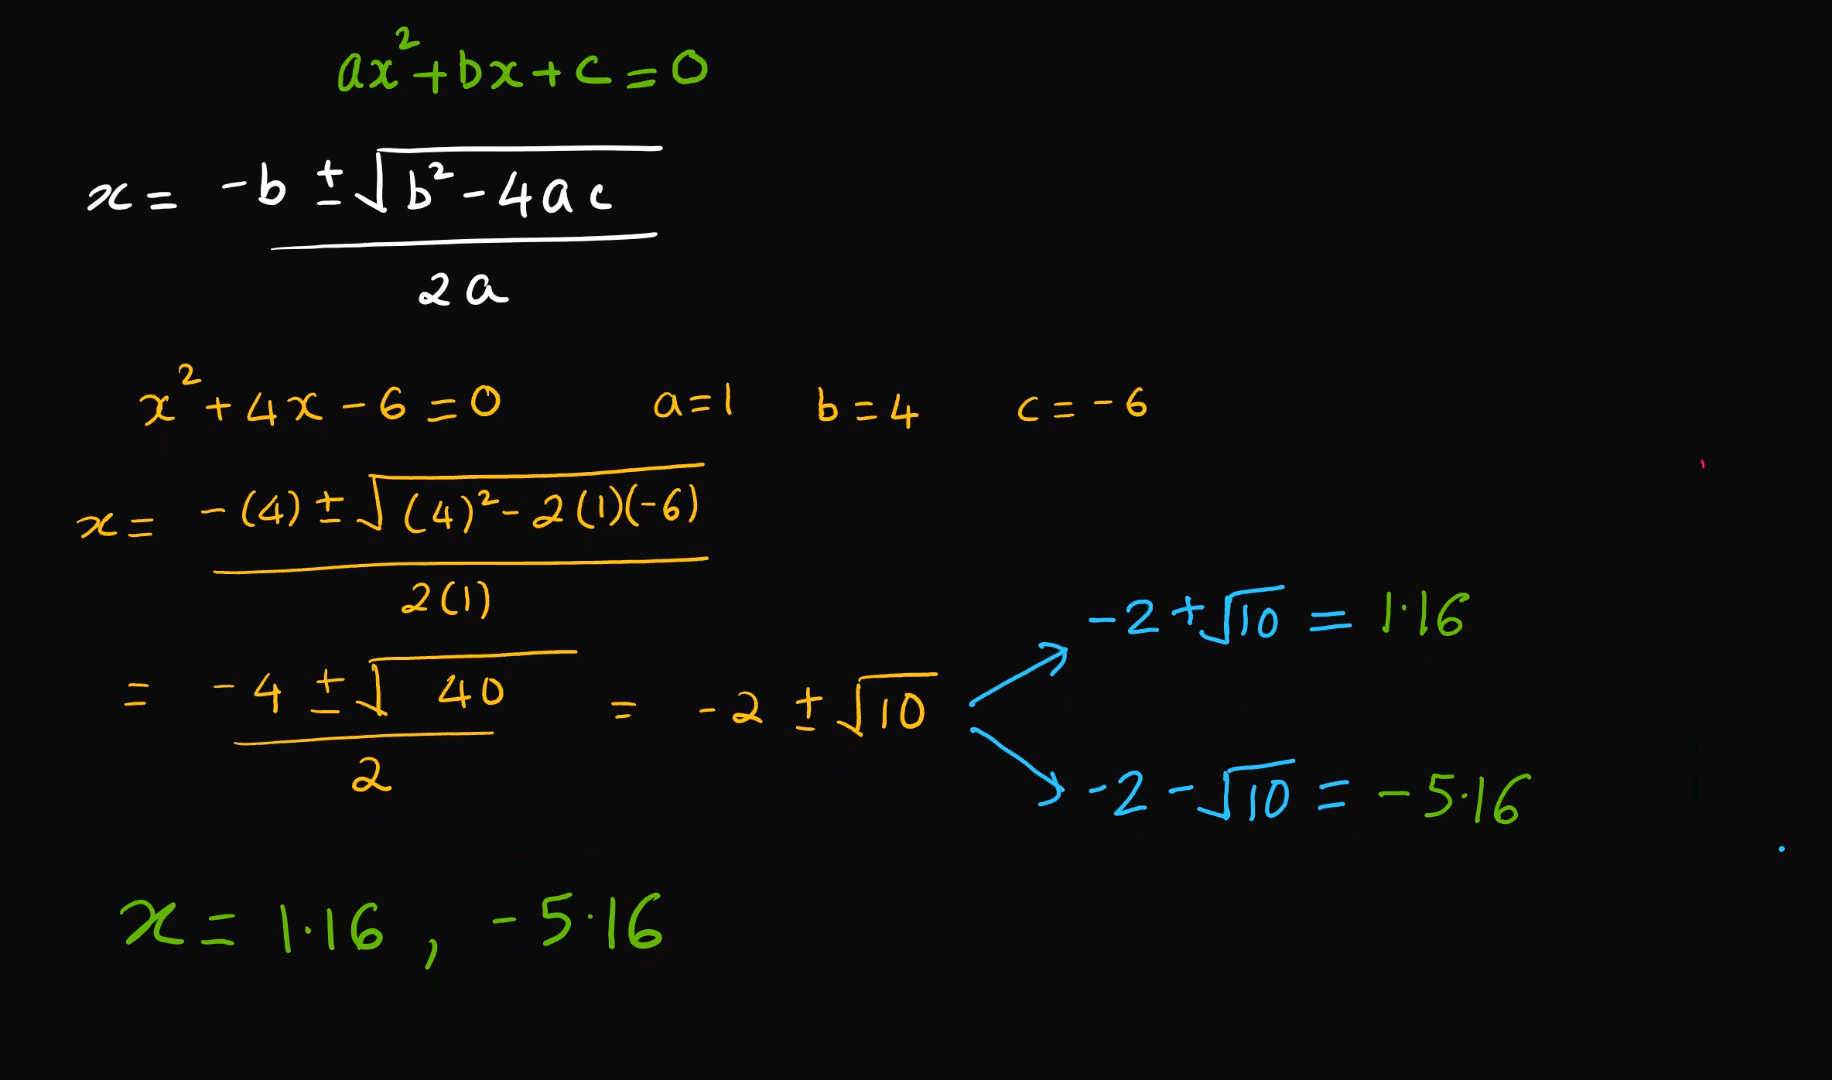 ax²+bx+c=0
x = -b ± √b²-4ac
2a
x²+4x-6=0 a=1 b=4 c=-6
x = -(4) ± √(4)²-2(1)(-6)
2(1)
-2+√10 = 1.16
= -4 ± √40 = -2 ± √10
2
-2-√10 = -5.16
x = 1.16, -5.16